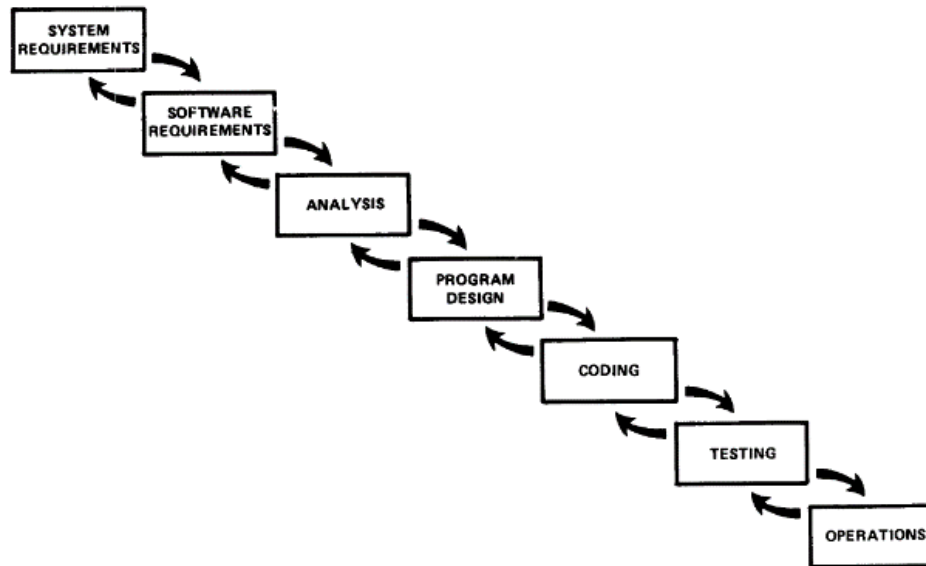 SYSTEM
REQUIREMENTS
SOFTWARE
REQUIREMENTS
ANALYSIS
PROGRAM
DESIGN
CODING
TESTING
OPERATIONS